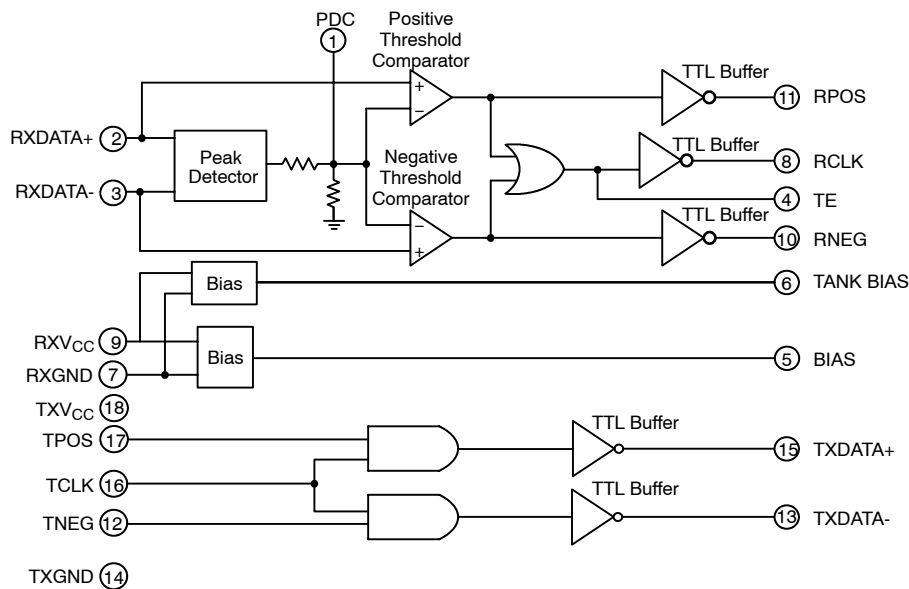 PDC
1
Positive
Threshold
Comparator
+
−
TTL Buffer
11 RPOS
RXDATA+ 2
RXDATA- 3
Peak
Detector
Negative
Threshold
Comparator
−
+
TTL Buffer
8 RCLK
4 TE
TTL Buffer
10 RNEG
Bias
6 TANK BIAS
RXVCC 9
RXGND 7
Bias
5 BIAS
TXVCC 18
TPOS 17
TTL Buffer
15 TXDATA+
TCLK 16
TTL Buffer
TNEG 12
13 TXDATA-
TXGND 14